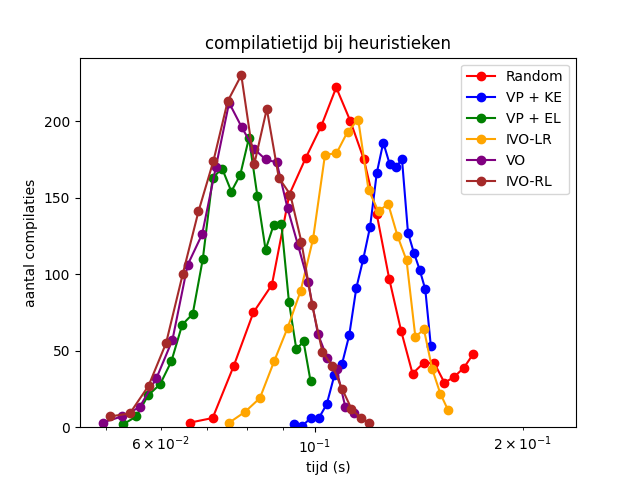 compilatietijd bij heuristieken
aantal compilaties
200
150
100
50
0
Random
VP + KE
VP + EL
IVO-LR
VO
IVO-RL
6 × 10⁻²
10⁻¹
2 × 10⁻¹
tijd (s)